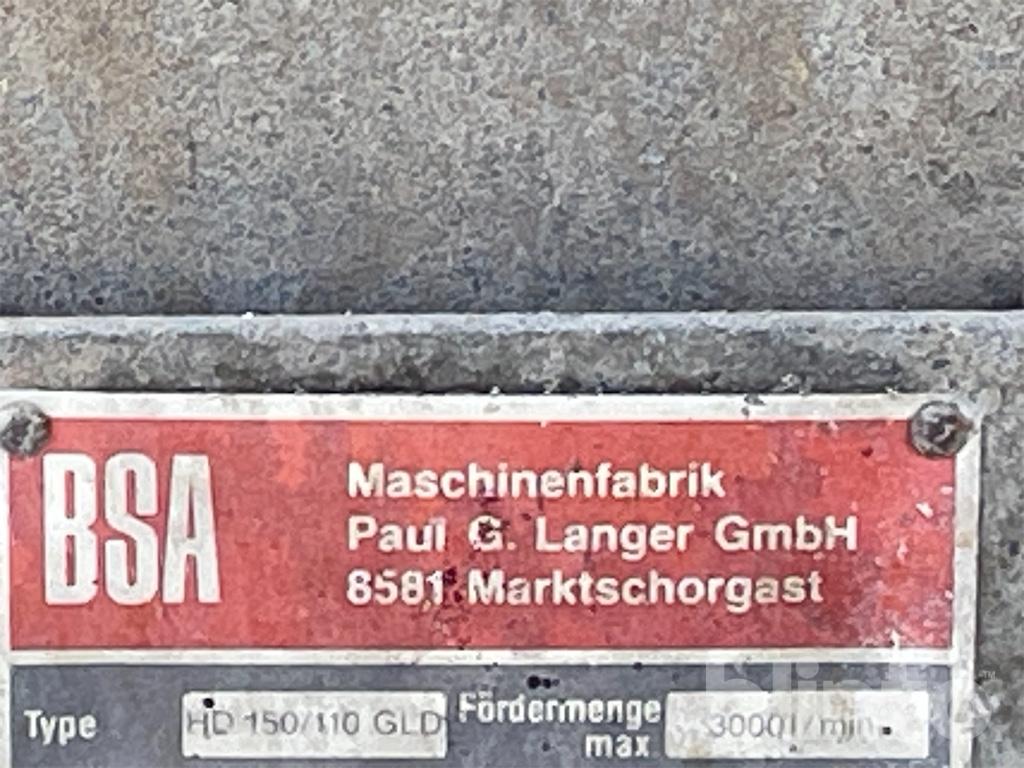 BSA
Maschinenfabrik
Paul G. Langer GmbH
8581 Marktschorgast
Type HD 150/110 GLD Fördermenge max 3000 l/min